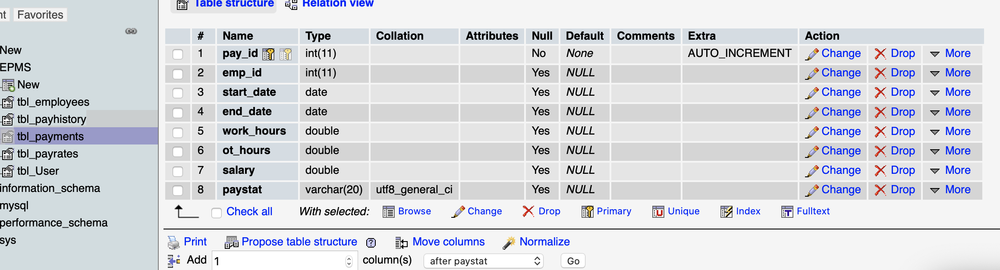 Table structure Relation view
nt Favorites
New
EPMS
New
tbl_employees
tbl_payhistory
tbl_payments
tbl_payrates
tbl_User
information_schema
mysql
performance_schema
sys
# Name Type Collation Attributes Null Default Comments Extra Action
1 pay_id int(11) No None AUTO_INCREMENT Change Drop More
2 emp_id int(11) Yes NULL Change Drop More
3 start_date date Yes NULL Change Drop More
4 end_date date Yes NULL Change Drop More
5 work_hours double Yes NULL Change Drop More
6 ot_hours double Yes NULL Change Drop More
7 salary double Yes NULL Change Drop More
8 paystat varchar(20) utf8_general_ci Yes NULL Change Drop More
Check all With selected: Browse Change Drop Primary Unique Index Fulltext
Print Propose table structure Move columns Normalize
Add 1 column(s) after paystat Go